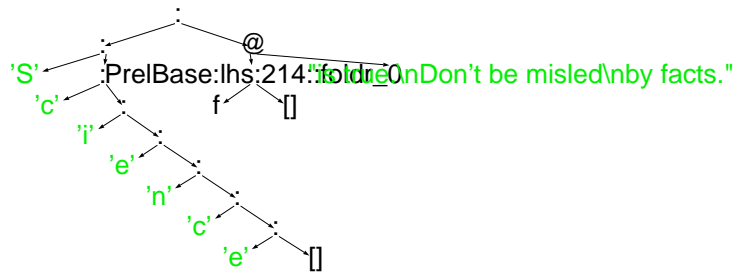 :
: @
'S' :PrelBase:lhs:214::foldr_0 "is true\nDon't be misled\nby facts."
'c' : f []
'i' :
'e' :
'n' :
'c' :
'e' []